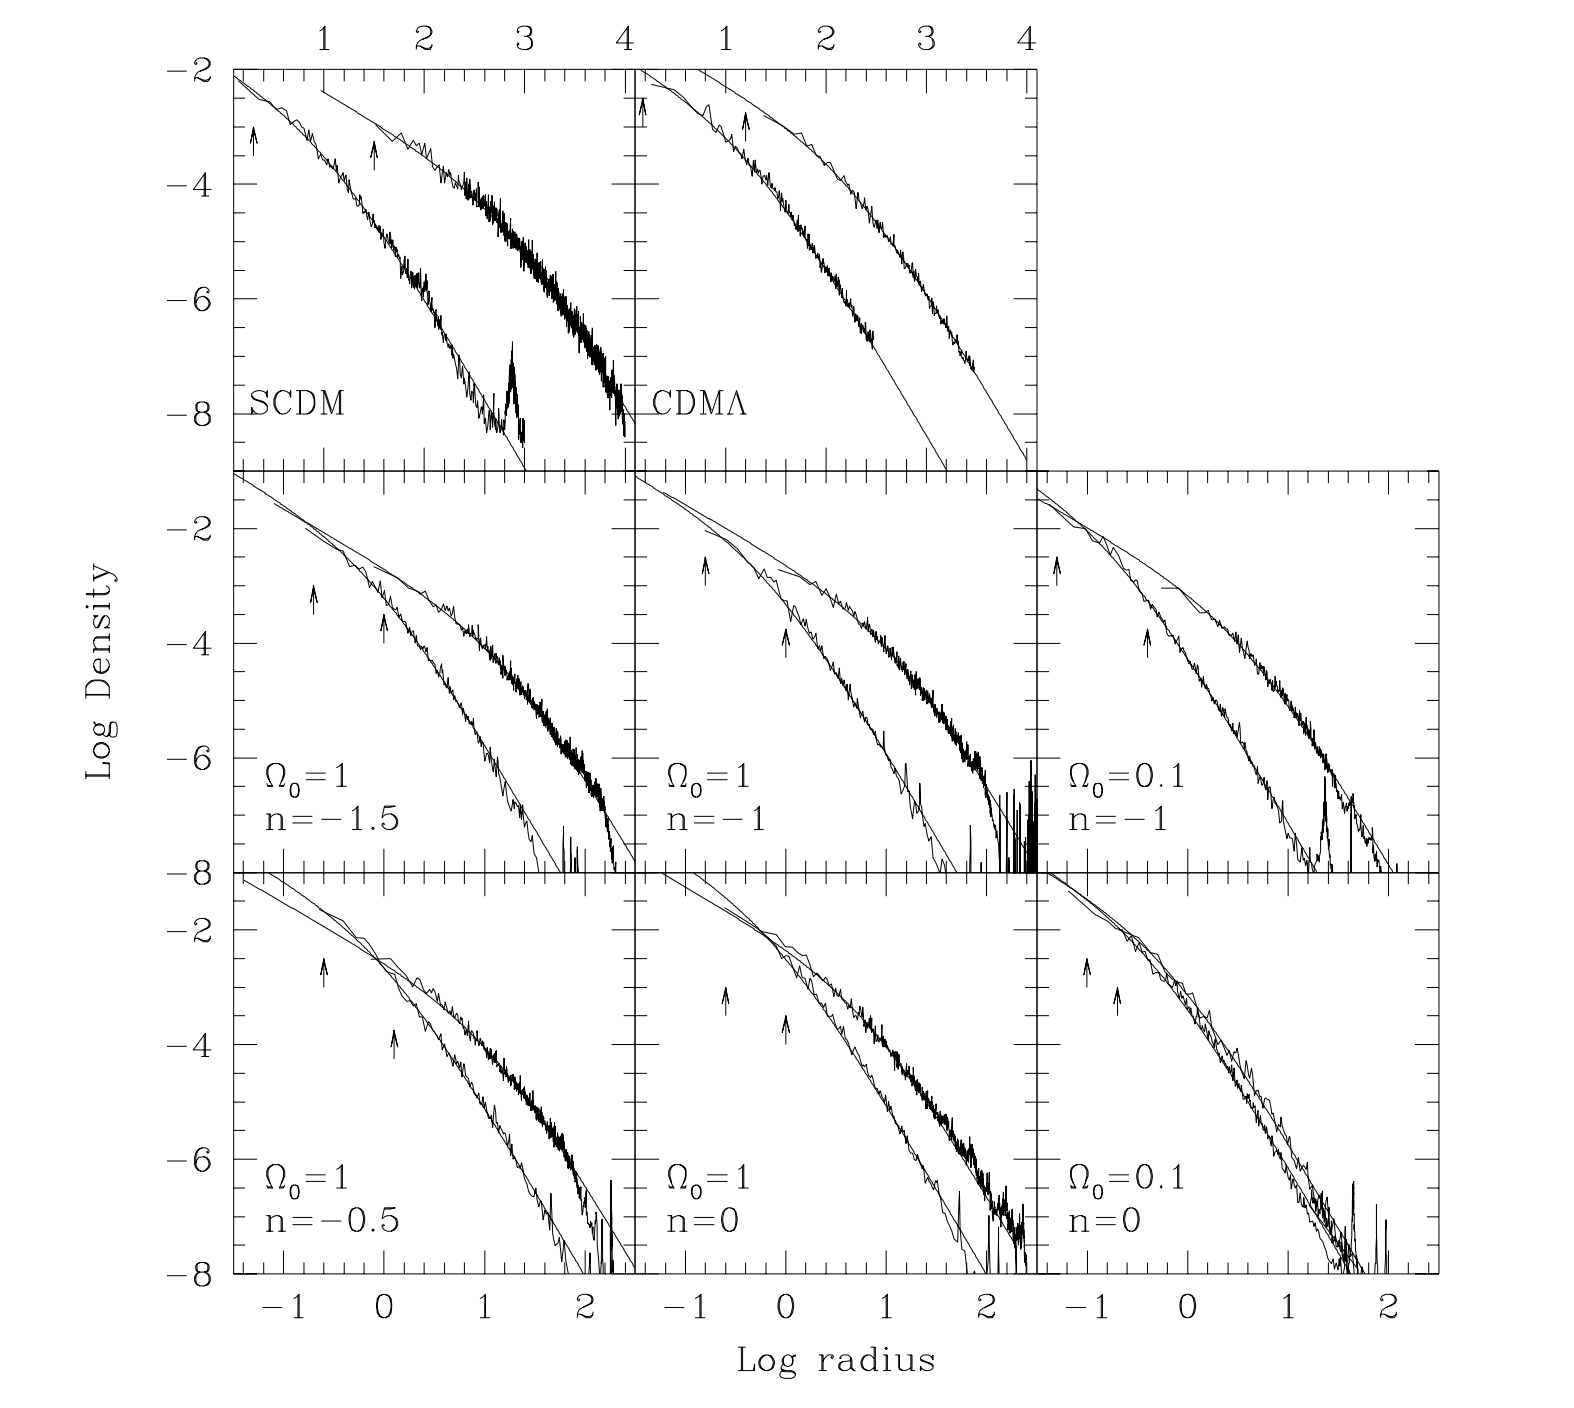 1 2 3 4 1 2 3 4
−2
−4
−6
−8
SCDM CDMΛ
−2
−4
−6
−8
Ω0=1 Ω0=1 Ω0=0.1
n=−1.5 n=−1 n=−1
−2
−4
−6
−8
Ω0=1 Ω0=1 Ω0=0.1
n=−0.5 n=0 n=0
−1 0 1 2 −1 0 1 2 −1 0 1 2
Log radius
Log Density